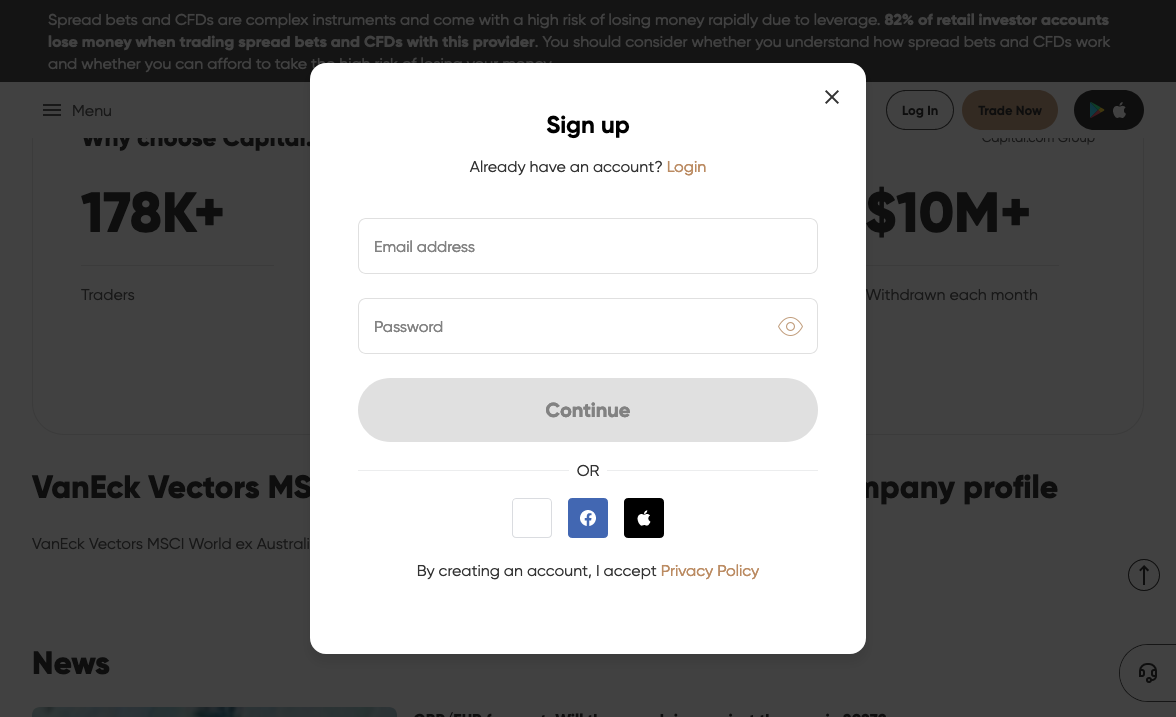 Spread bets and CFDs are complex instruments and come with a high risk of losing money rapidly due to leverage. 82% of retail investor accounts
lose money when trading spread bets and CFDs with this provider. You should consider whether you understand how spread bets and CFDs work
and whether you can afford to take the high risk of losing your money.
Menu
Log In
Trade Now
Why choose Capital.
Capital.com Group
178K+
$10M+
Traders
Withdrawn each month
Sign up
Already have an account? Login
Email address
Password
Continue
OR
By creating an account, I accept Privacy Policy
VanEck Vectors MS
mpany profile
VanEck Vectors MSCI World ex Australi
News